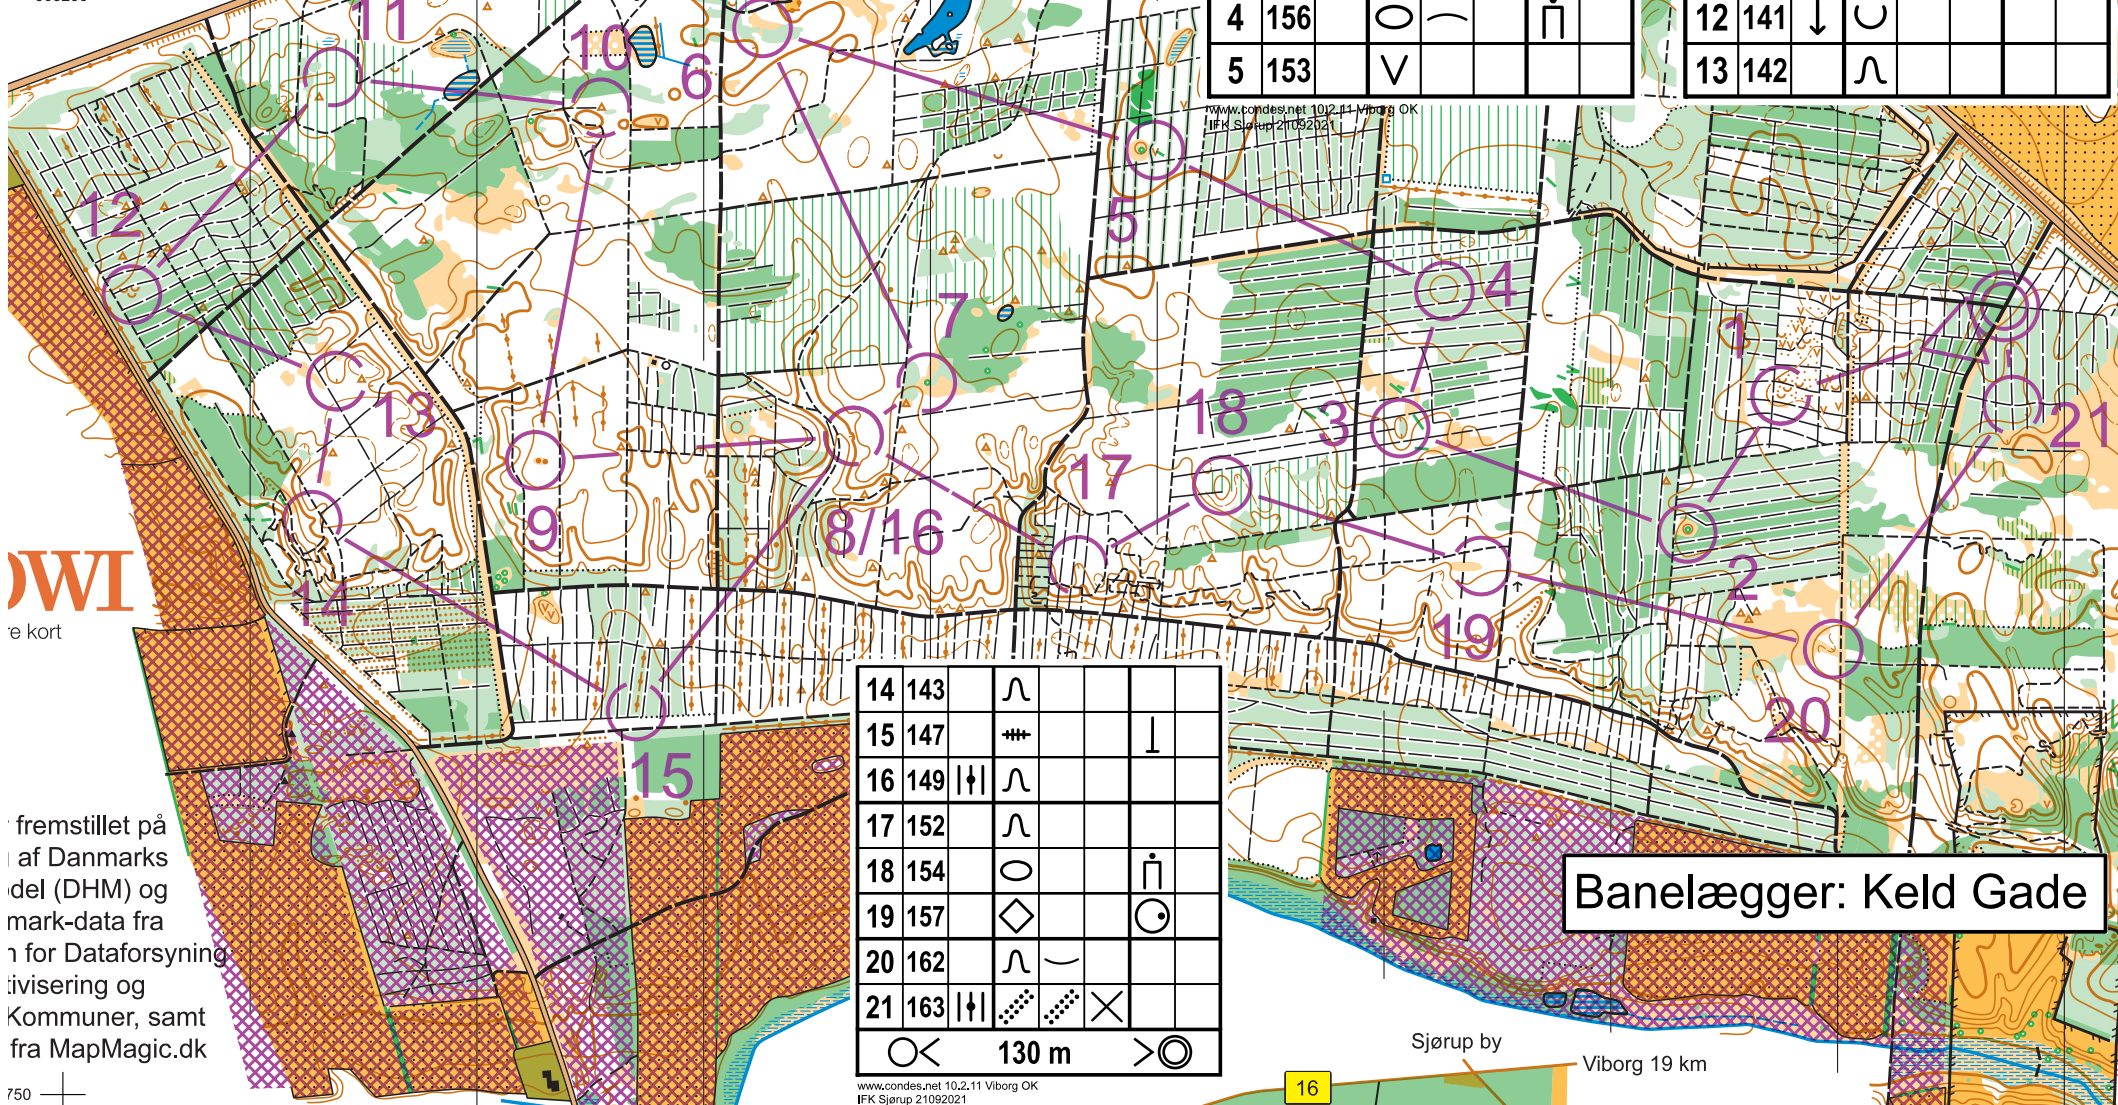 4 156
5 153
12 141
13 142
www.condes.net 10.2.11 Viborg OK
IFK Sjørup 21092021
11
10
6
12
5
7
4
1
13
18
3
21
17
9
8/16
2
14
19
20
15
OWI
re kort
fremstillet på
af Danmarks
del (DHM) og
mark-data fra
n for Dataforsyning
tivisering og
Kommuner, samt
fra MapMagic.dk
750
14 143
15 147
16 149
17 152
18 154
19 157
20 162
21 163
130 m
www.condes.net 10.2.11 Viborg OK
IFK Sjørup 21092021
Banelægger: Keld Gade
Sjørup by
Viborg 19 km
16